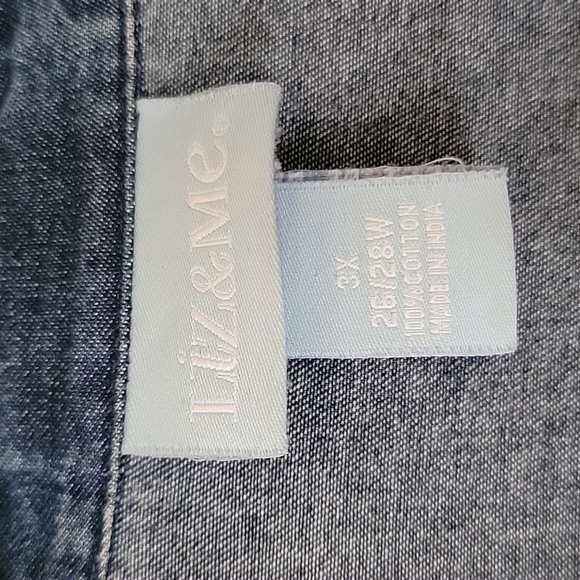 Liz&Me®
3X
26/28W
100% COTTON
MADE IN INDIA